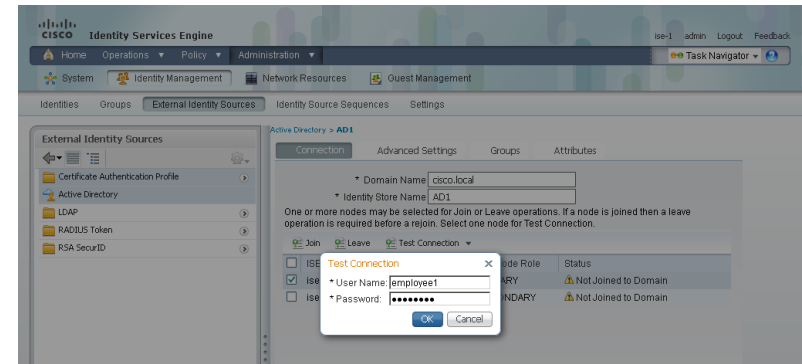 CISCO Identity Services Engine
ise-1 admin Logout Feedback
Home Operations Policy Administration
Task Navigator
System Identity Management Network Resources Guest Management
Identities Groups External Identity Sources Identity Source Sequences Settings
External Identity Sources
Certificate Authentication Profile
Active Directory
LDAP
RADIUS Token
RSA SecurID
Active Directory > AD1
Connection Advanced Settings Groups Attributes
* Domain Name cisco.local
* Identity Store Name AD1
One or more nodes may be selected for Join or Leave operations. If a node is joined then a leave
operation is required before a rejoin. Select one node for Test Connection.
Join Leave Test Connection
ISE de Role Status
ise ARY Not Joined to Domain
ise NDARY Not Joined to Domain
Test Connection
* User Name: employee1
* Password: ••••••••
OK Cancel